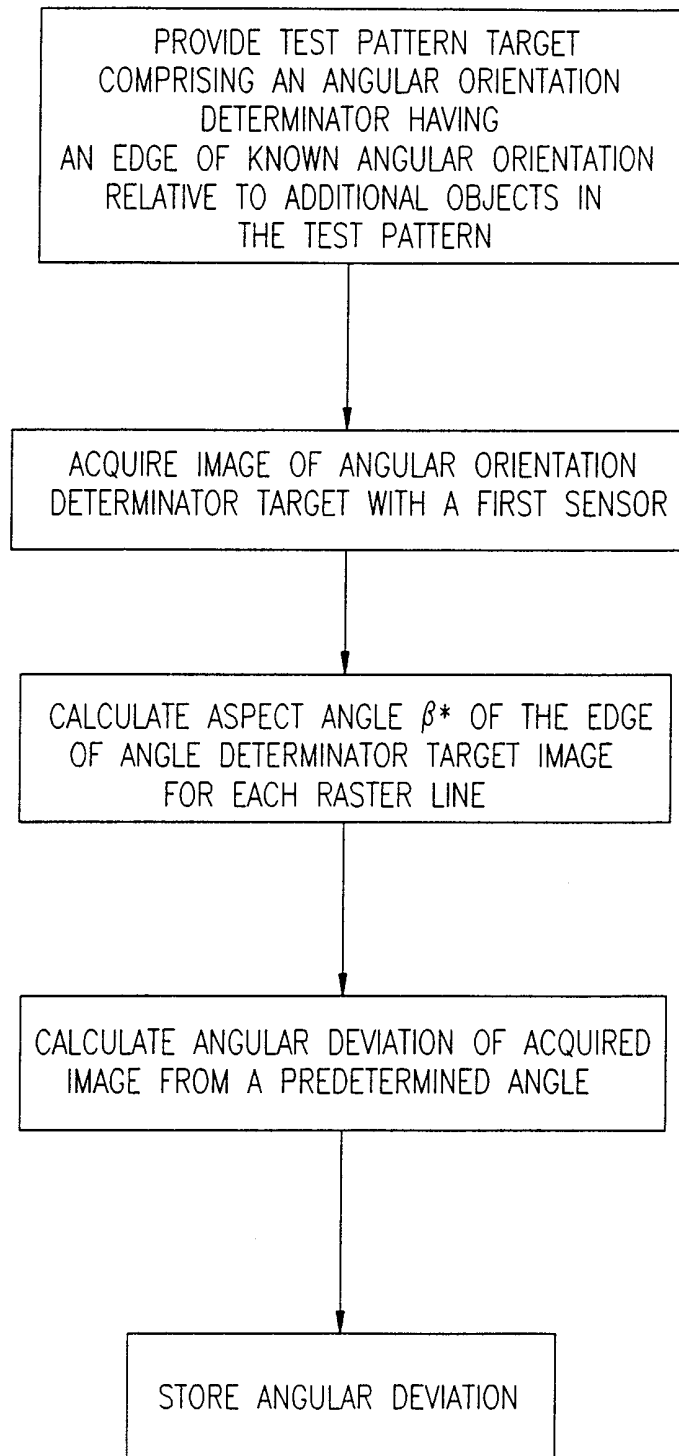 PROVIDE TEST PATTERN TARGET
COMPRISING AN ANGULAR ORIENTATION
DETERMINATOR HAVING
AN EDGE OF KNOWN ANGULAR ORIENTATION
RELATIVE TO ADDITIONAL OBJECTS IN
THE TEST PATTERN
ACQUIRE IMAGE OF ANGULAR ORIENTATION
DETERMINATOR TARGET WITH A FIRST SENSOR
CALCULATE ASPECT ANGLE β* OF THE EDGE
OF ANGLE DETERMINATOR TARGET IMAGE
FOR EACH RASTER LINE
CALCULATE ANGULAR DEVIATION OF ACQUIRED
IMAGE FROM A PREDETERMINED ANGLE
STORE ANGULAR DEVIATION